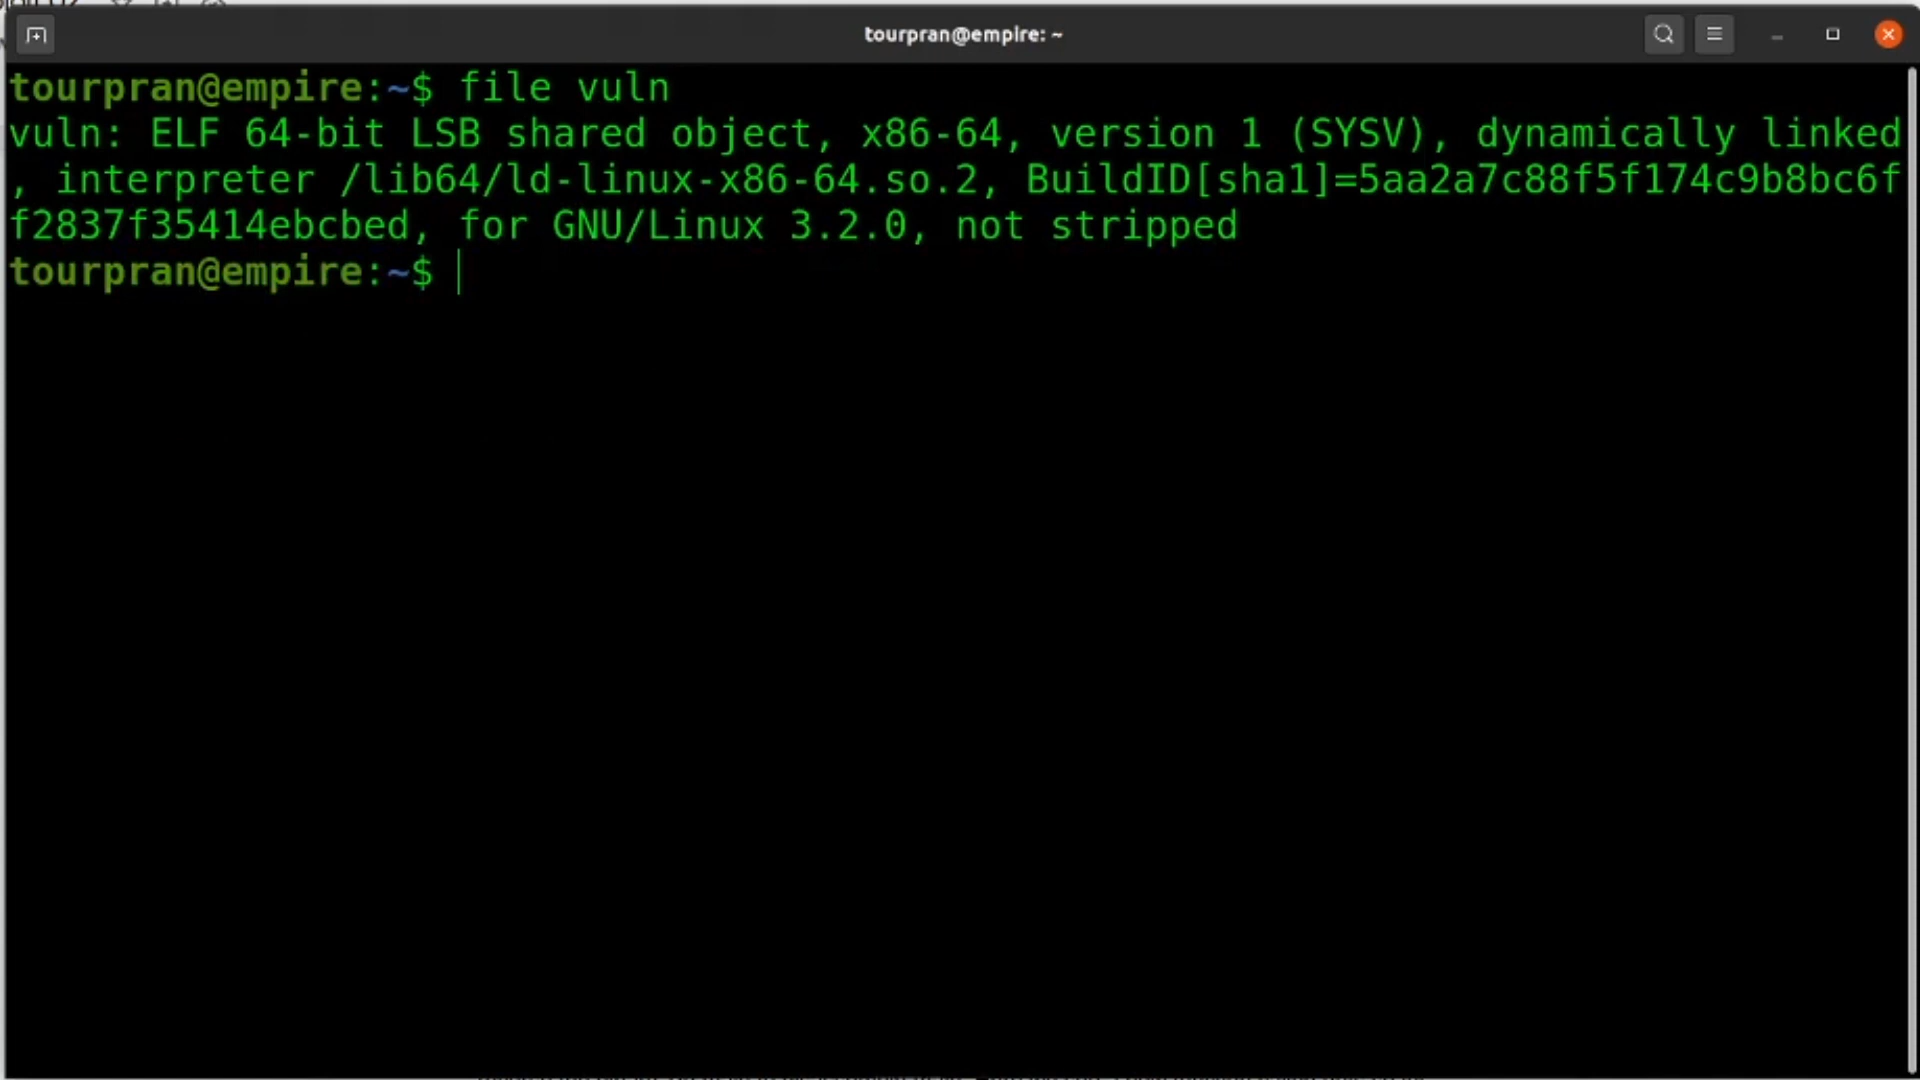 tourpran@empire: ~
tourpran@empire:~$ file vuln
vuln: ELF 64-bit LSB shared object, x86-64, version 1 (SYSV), dynamically linked
, interpreter /lib64/ld-linux-x86-64.so.2, BuildID[sha1]=5aa2a7c88f5f174c9b8bc6f
f2837f35414ebcbed, for GNU/Linux 3.2.0, not stripped
tourpran@empire:~$